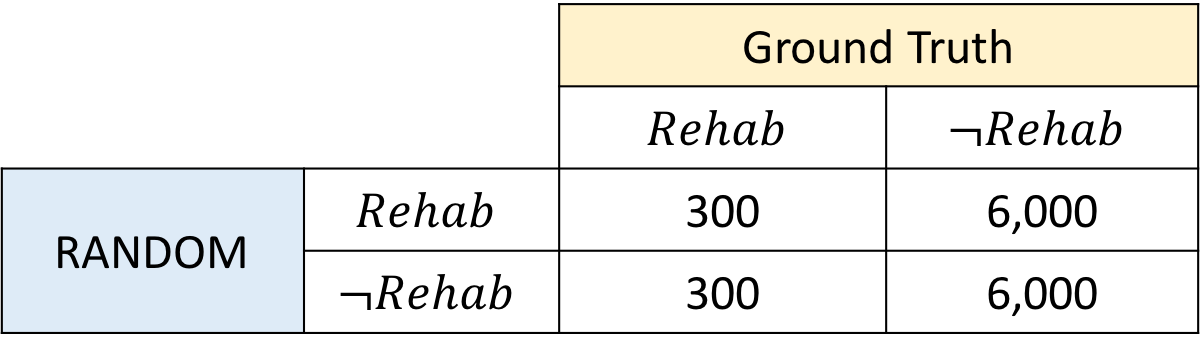 Ground Truth
Rehab ¬Rehab
RANDOM
Rehab 300 6,000
¬Rehab 300 6,000